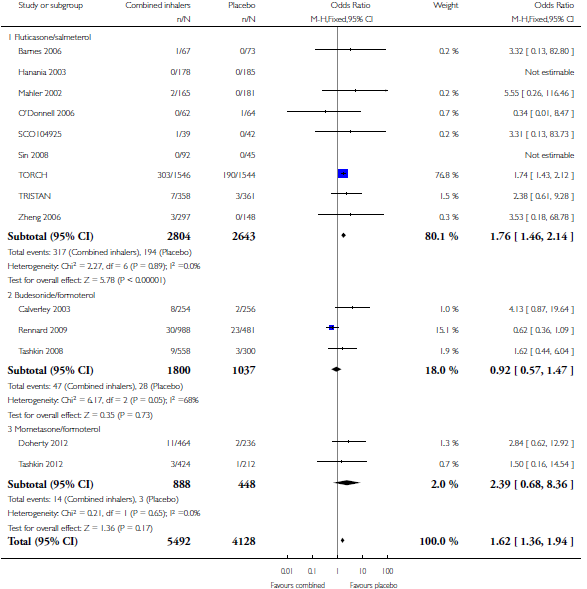 Study or subgroup Combined inhalers Placebo Odds Ratio Weight Odds Ratio
n/N n/N M-H,Fixed,95% CI M-H,Fixed,95% CI
1 Fluticasone/salmeterol
Barnes 2006 1/67 0/73 0.2 % 3.32 [ 0.13, 82.80 ]
Hanania 2003 0/178 0/185 Not estimable
Mahler 2002 2/165 0/181 0.2 % 5.55 [ 0.26, 116.46 ]
O'Donnell 2006 0/62 1/64 0.7 % 0.34 [ 0.01, 8.47 ]
SCO104925 1/39 0/42 0.2 % 3.31 [ 0.13, 83.73 ]
Sin 2008 0/92 0/45 Not estimable
TORCH 303/1546 190/1544 76.8 % 1.74 [ 1.43, 2.12 ]
TRISTAN 7/358 3/361 1.5 % 2.38 [ 0.61, 9.28 ]
Zheng 2006 3/297 0/148 0.3 % 3.53 [ 0.18, 68.78 ]
Subtotal (95% CI) 2804 2643 80.1 % 1.76 [ 1.46, 2.14 ]
Total events: 317 (Combined inhalers), 194 (Placebo)
Heterogeneity: Chi² = 2.27, df = 6 (P = 0.89); I² =0.0%
Test for overall effect: Z = 5.78 (P < 0.00001)
2 Budesonide/formoterol
Calverley 2003 8/254 2/256 1.0 % 4.13 [ 0.87, 19.64 ]
Rennard 2009 30/988 23/481 15.1 % 0.62 [ 0.36, 1.09 ]
Tashkin 2008 9/558 3/300 1.9 % 1.62 [ 0.44, 6.04 ]
Subtotal (95% CI) 1800 1037 18.0 % 0.92 [ 0.57, 1.47 ]
Total events: 47 (Combined inhalers), 28 (Placebo)
Heterogeneity: Chi² = 6.17, df = 2 (P = 0.05); I² =68%
Test for overall effect: Z = 0.35 (P = 0.73)
3 Mometasone/formoterol
Doherty 2012 11/464 2/236 1.3 % 2.84 [ 0.62, 12.92 ]
Tashkin 2012 3/424 1/212 0.7 % 1.50 [ 0.16, 14.54 ]
Subtotal (95% CI) 888 448 2.0 % 2.39 [ 0.68, 8.36 ]
Total events: 14 (Combined inhalers), 3 (Placebo)
Heterogeneity: Chi² = 0.21, df = 1 (P = 0.65); I² =0.0%
Test for overall effect: Z = 1.36 (P = 0.17)
Total (95% CI) 5492 4128 100.0 % 1.62 [ 1.36, 1.94 ]
0.01 0.1 1 10 100
Favours combined Favours placebo